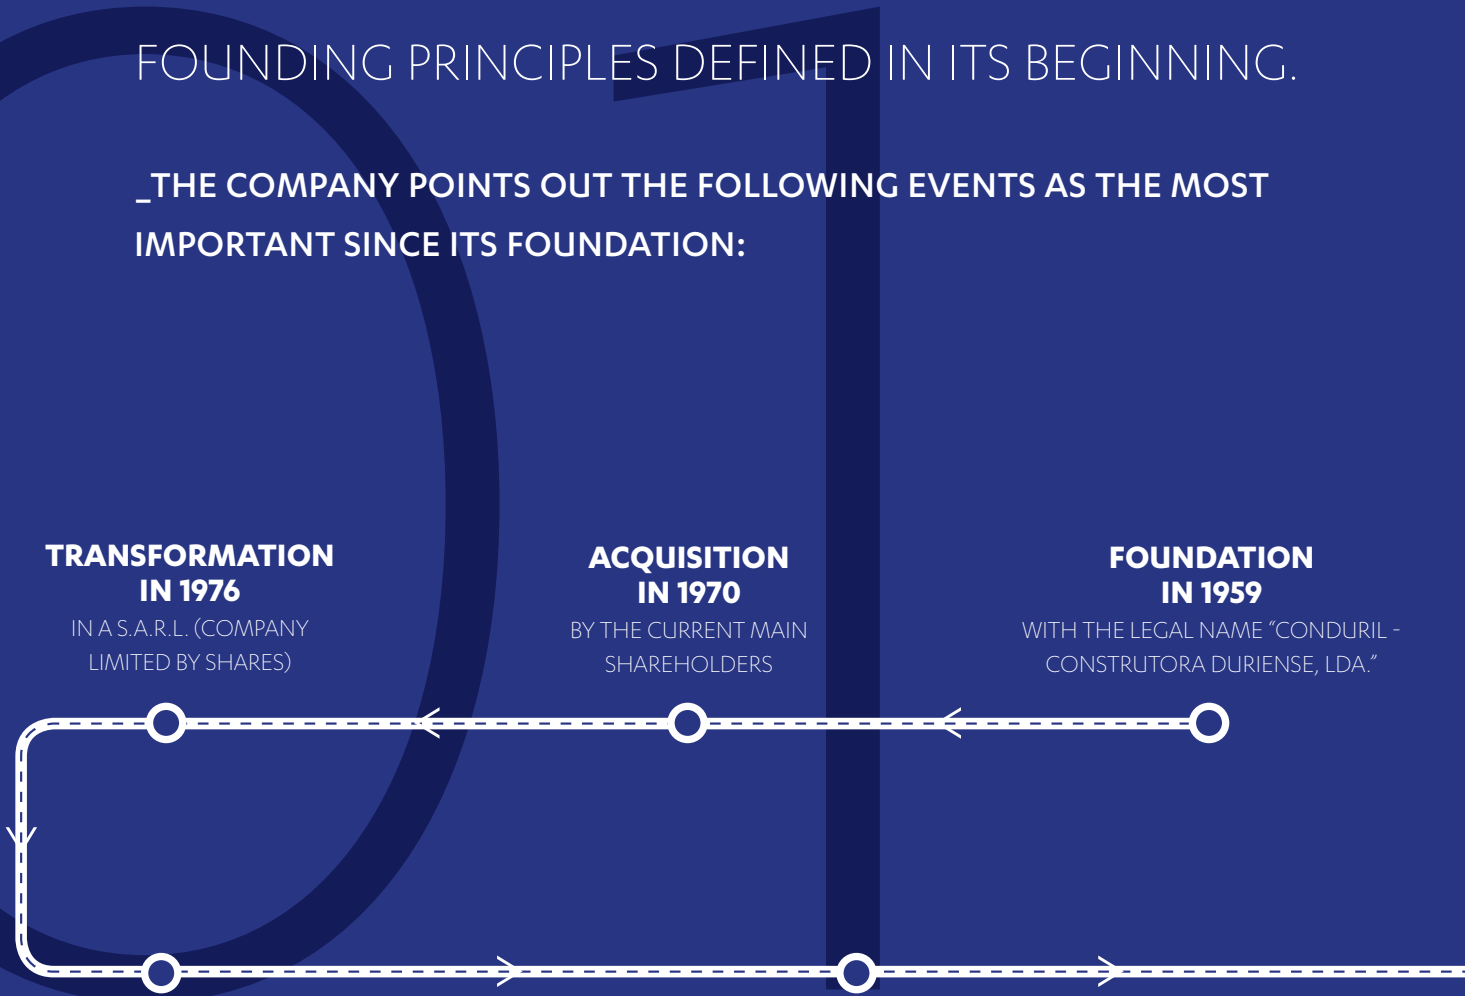 FOUNDING PRINCIPLES DEFINED IN ITS BEGINNING.
_THE COMPANY POINTS OUT THE FOLLOWING EVENTS AS THE MOST
IMPORTANT SINCE ITS FOUNDATION:
01
TRANSFORMATION
IN 1976
IN A S.A.R.L. (COMPANY
LIMITED BY SHARES)
ACQUISITION
IN 1970
BY THE CURRENT MAIN
SHAREHOLDERS
FOUNDATION
IN 1959
WITH THE LEGAL NAME “CONDURIL -
CONSTRUTORA DURIENSE, LDA.”